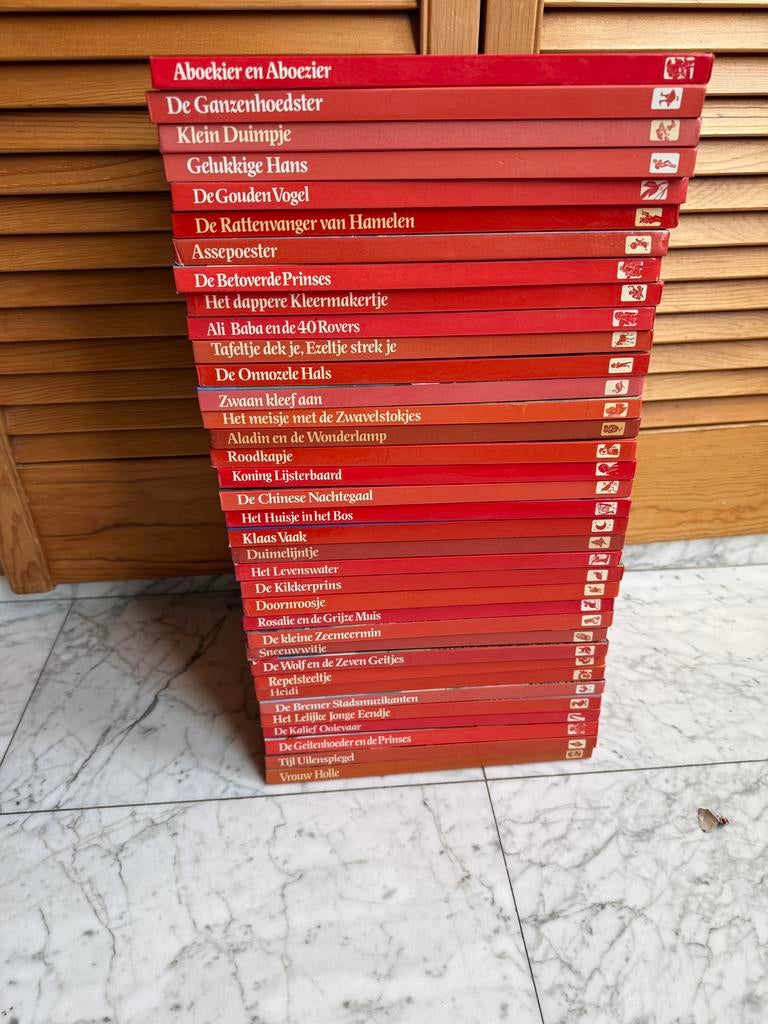 Aboekier en Aboezier
De Ganzenhoedster
Klein Duimpje
Gelukkige Hans
De Gouden Vogel
De Rattenvanger van Hamelen
Assepoester
De Betoverde Prinses
Het dappere Kleermakertje
Ali Baba en de 40 Rovers
Tafeltje dek je, Ezeltje strek je
De Onnozele Hals
Zwaan kleef aan
Het meisje met de Zwavelstokjes
Aladin en de Wonderlamp
Roodkapje
Koning Lijsterbaard
De Chinese Nachtegaal
Het Huisje in het Bos
Klaas Vaak
Duimelijntje
Het Levenswater
De Kikkerprins
Doornroosje
Rosalie en de Grijze Muis
De kleine Zeemeermin
Sneeuwwitje
De Wolf en de Zeven Geitjes
Repelsteeltje
Heidi
De Bremer Stadsmuzikanten
Het Lelijke Jonge Eendje
De Kalief Ooievaar
De Geitenhoeder en de Prinses
Tijl Uilenspiegel
Vrouw Holle